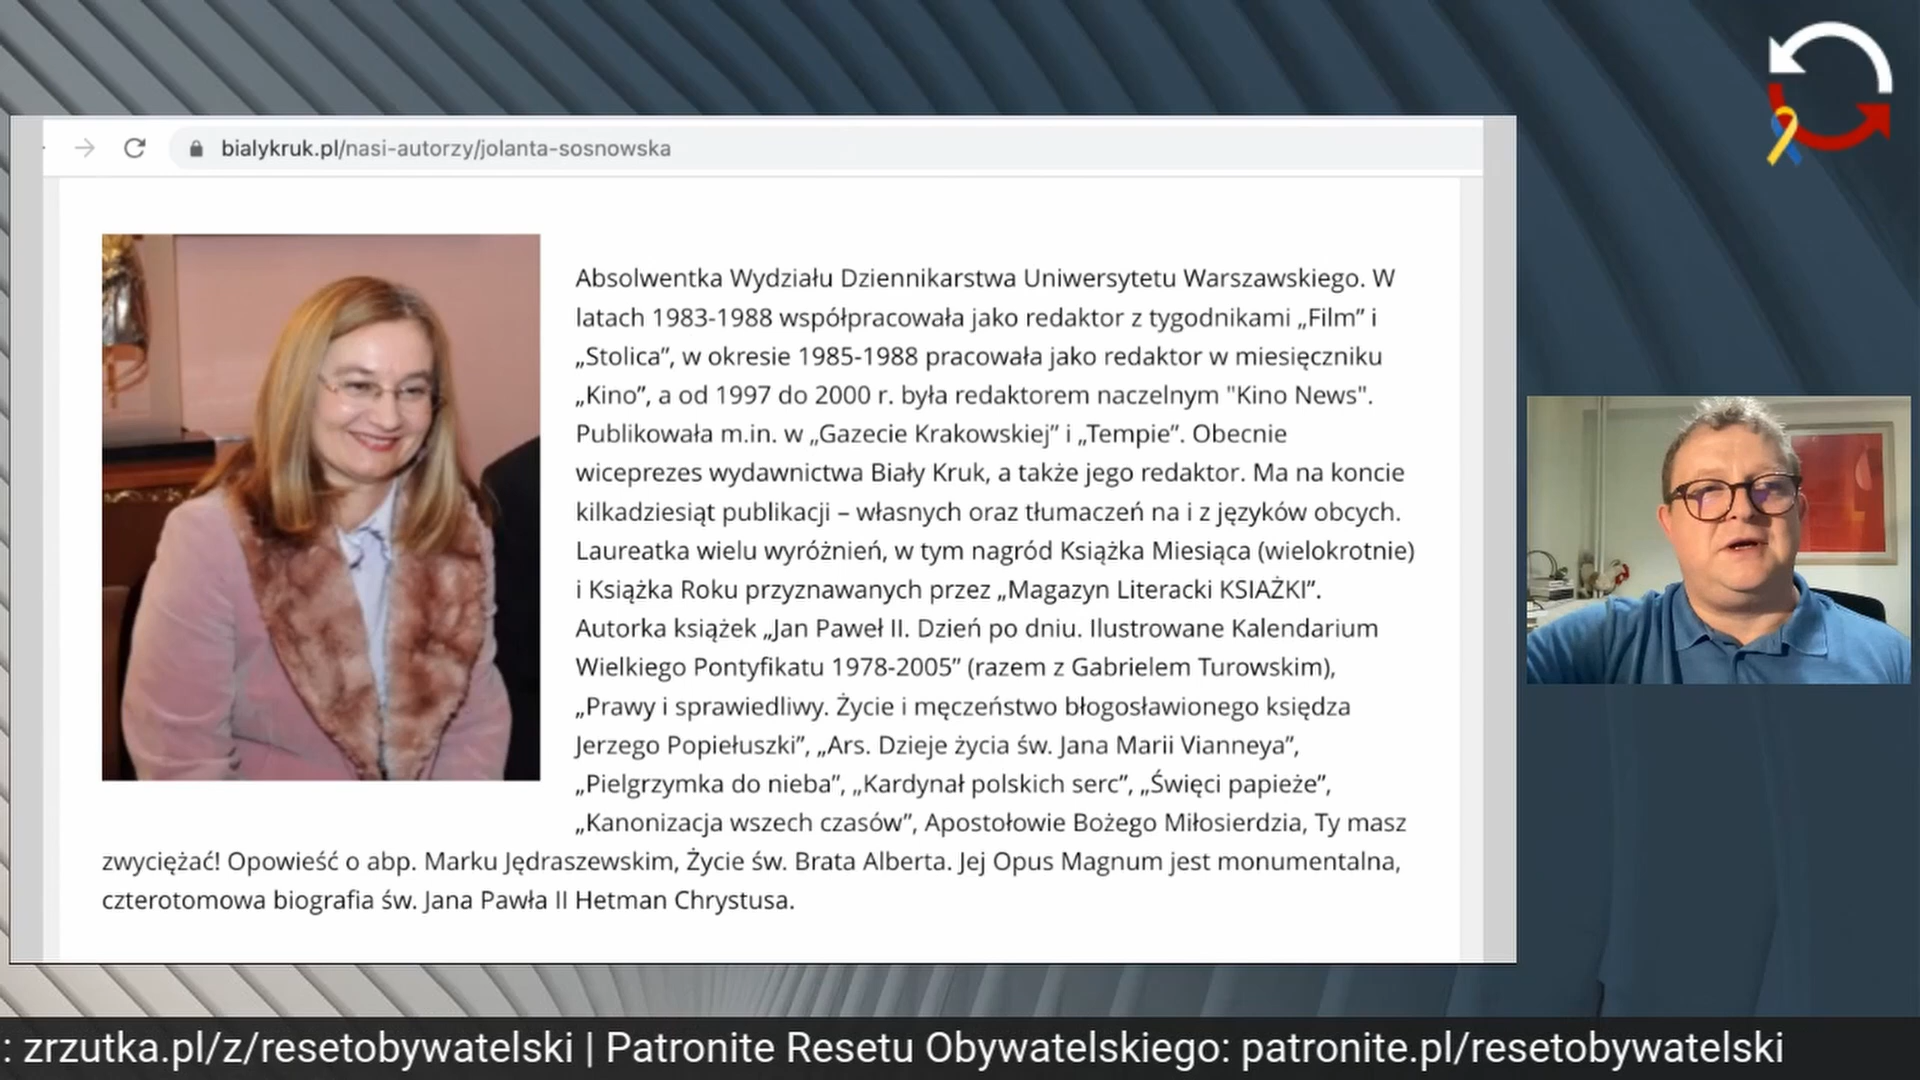 bialykruk.pl/nasi-autorzy/jolanta-sosnowska
Absolwentka Wydziału Dziennikarstwa Uniwersytetu Warszawskiego. W
latach 1983-1988 współpracowała jako redaktor z tygodnikami „Film” i
„Stolica”, w okresie 1985-1988 pracowała jako redaktor w miesięczniku
„Kino”, a od 1997 do 2000 r. była redaktorem naczelnym "Kino News".
Publikowała m.in. w „Gazecie Krakowskiej” i „Tempie”. Obecnie
wiceprezes wydawnictwa Biały Kruk, a także jego redaktor. Ma na koncie
kilkadziesiąt publikacji – własnych oraz tłumaczeń na i z języków obcych.
Laureatka wielu wyróżnień, w tym nagród Książka Miesiąca (wielokrotnie)
i Książka Roku przyznawanych przez „Magazyn Literacki KSIAŻKI”.
Autorka książek „Jan Paweł II. Dzień po dniu. Ilustrowane Kalendarium
Wielkiego Pontyfikatu 1978-2005” (razem z Gabrielem Turowskim),
„Prawy i sprawiedliwy. Życie i męczeństwo błogosławionego księdza
Jerzego Popiełuszki”, „Ars. Dzieje życia św. Jana Marii Vianneya”,
„Pielgrzymka do nieba”, „Kardynał polskich serc”, „Święci papieże”,
„Kanonizacja wszech czasów”, Apostołowie Bożego Miłosierdzia, Ty masz
zwyciężać! Opowieść o abp. Marku Jędraszewskim, Życie św. Brata Alberta. Jej Opus Magnum jest monumentalna,
czterotomowa biografia św. Jana Pawła II Hetman Chrystusa.
: zrzutka.pl/z/resetobywatelski | Patronite Resetu Obywatelskiego: patronite.pl/resetobywatelski